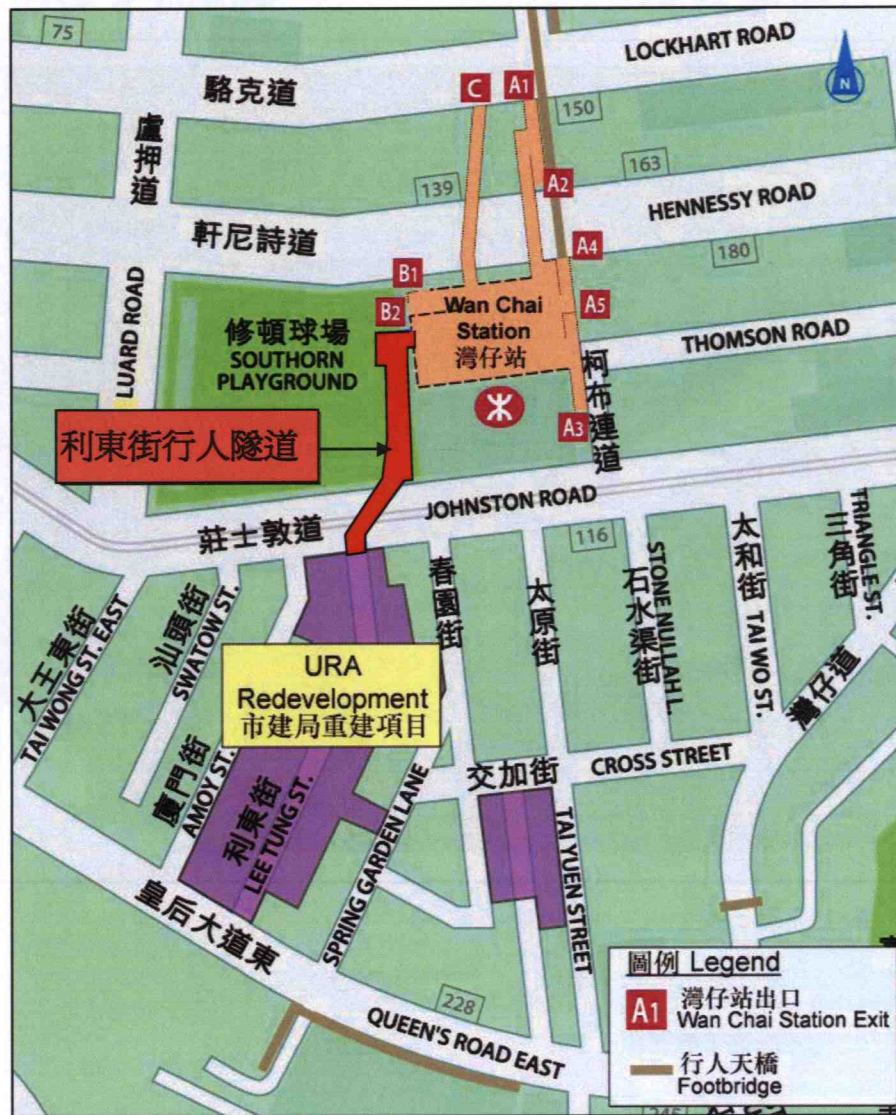 75
LOCKHART ROAD
駱克道
C
A1
150
N
盧押道
139
A2
163
HENNESSY ROAD
軒尼詩道
A4
180
B1
B2
Wan Chai
Station
灣仔站
A5
THOMSON ROAD
LUARD ROAD
修頓球場
SOUTHORN
PLAYGROUND
柯布連道
A3
利東街行人隧道
JOHNSTON ROAD
莊士敦道
116
春園街
太原街
STONE NULLAH L.
石水渠街
太和街
TAI WO ST.
TRIANGLE ST.
三角街
大王東街
TAI WONG ST. EAST
汕頭街
SWATOW ST.
URA
Redevelopment
市建局重建項目
灣仔道
廈門街
AMOY ST.
利東街
LEE TUNG ST.
交加街
CROSS STREET
SPRING GARDEN LANE
TAI YUEN STREET
皇后大道東
228
QUEEN'S ROAD EAST
圖例 Legend
A1
灣仔站出口
Wan Chai Station Exit
行人天橋
Footbridge